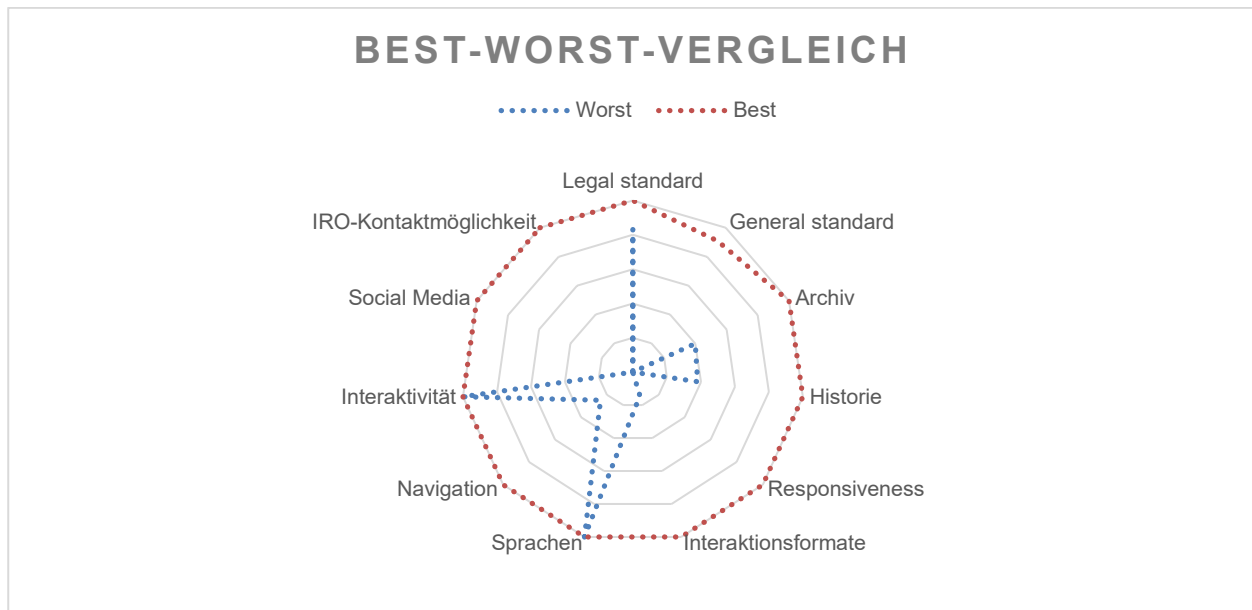 BEST-WORST-VERGLEICH
Worst Best
Legal standard
IRO-Kontaktmöglichkeit General standard
Social Media Archiv
Interaktivität Historie
Navigation Responsiveness
Sprachen Interaktionsformate